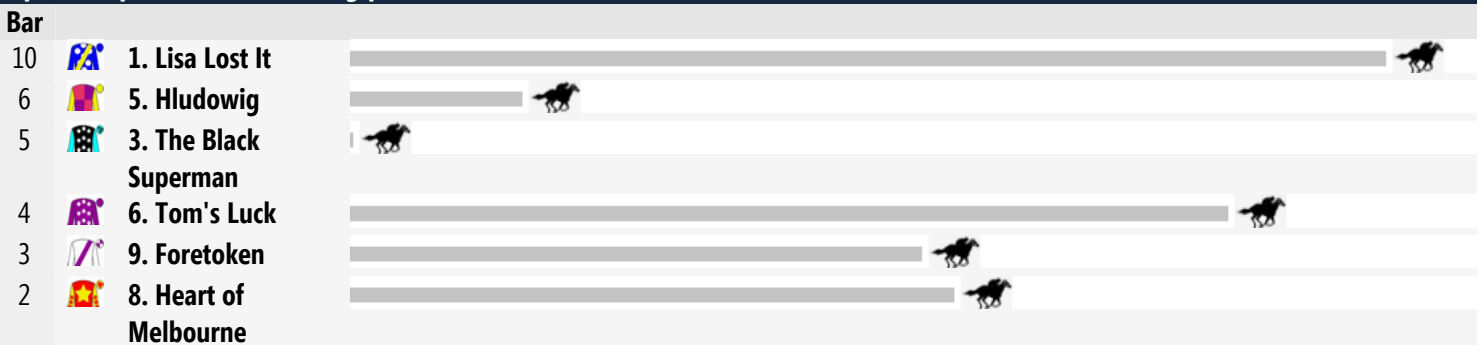 Bar
10 1. Lisa Lost It
6 5. Hludowig
5 3. The Black
Superman
4 6. Tom's Luck
3 9. Foretoken
2 8. Heart of
Melbourne